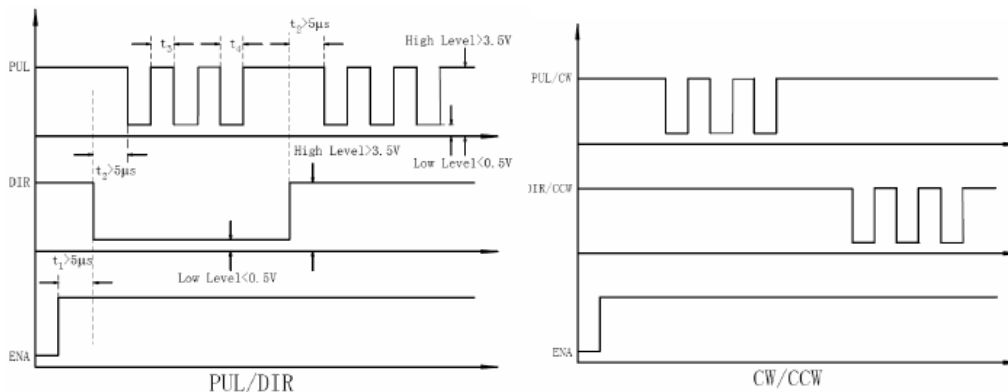 t₂>5µs
t₃
t₄
High Level>3.5V
PUL
High Level>3.5V
Low Level<0.5V
t₂>5µs
DIR
t₁>5µs
Low Level<0.5V
ENA
PUL/DIR
PUL/CW
DIR/CCW
ENA
CW/CCW